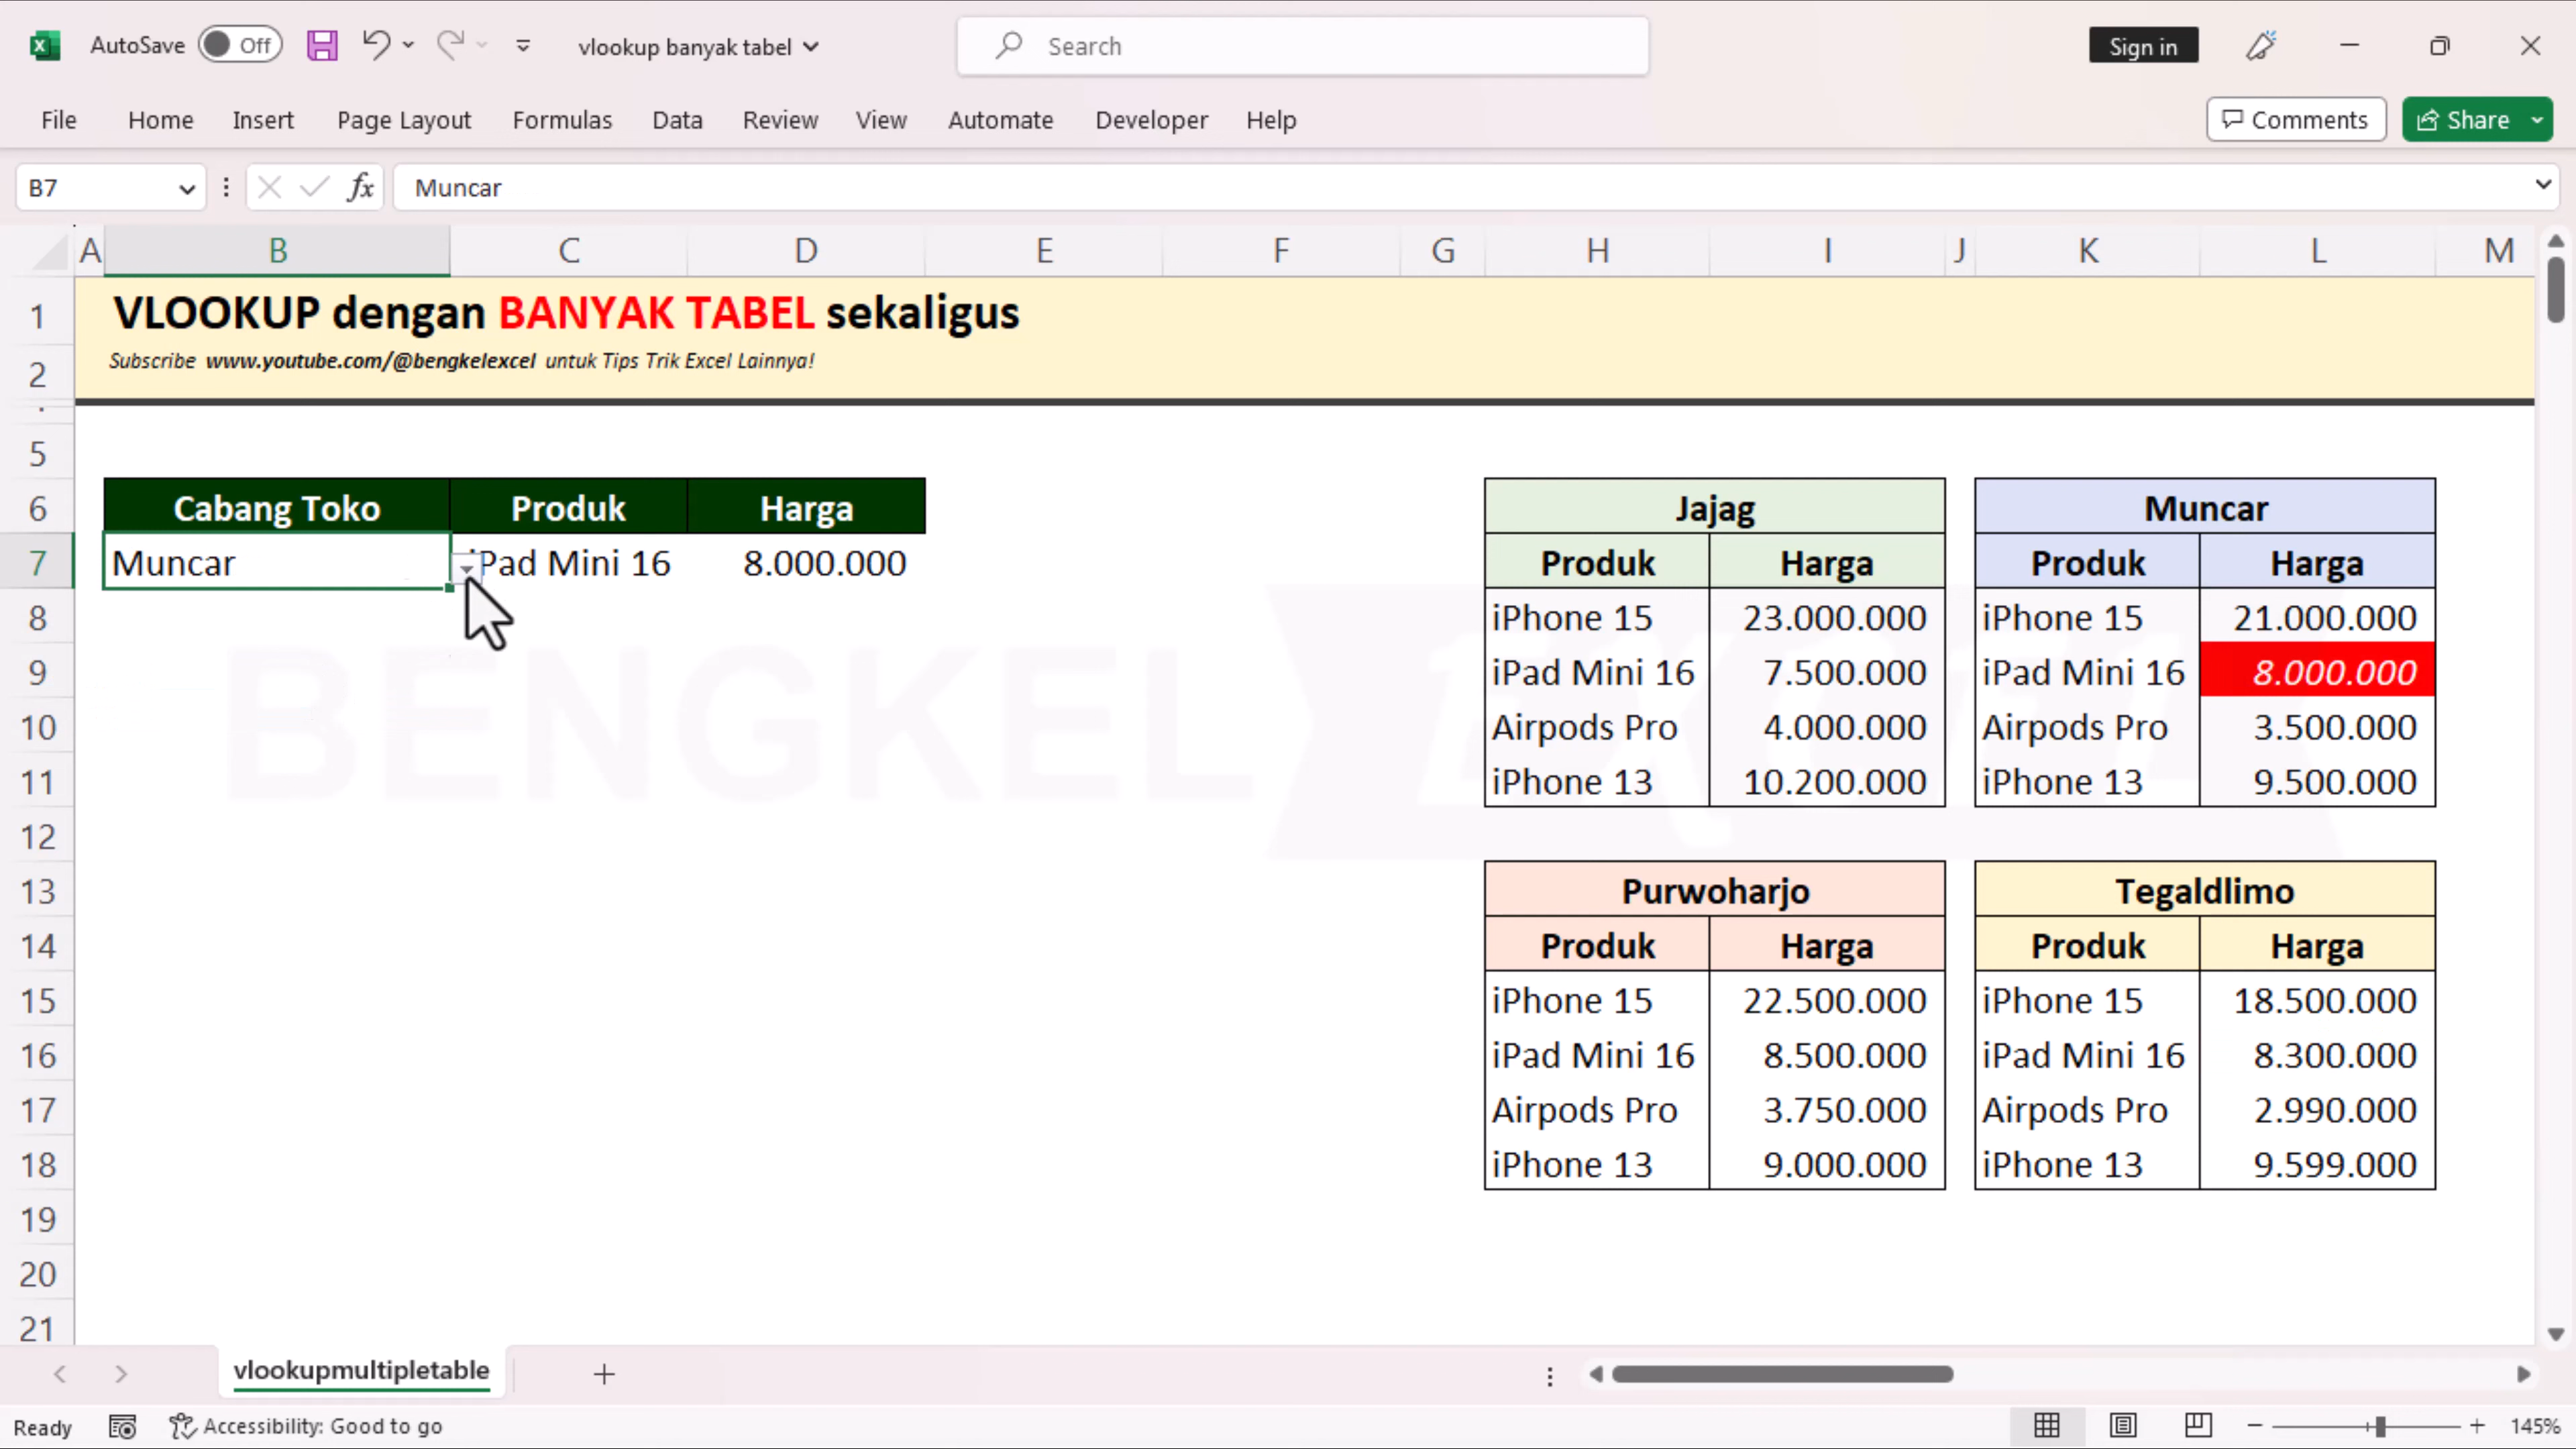 AutoSave Off vlookup banyak tabel Search Sign in
File Home Insert Page Layout Formulas Data Review View Automate Developer Help Comments Share
B7 fx Muncar
A B C D E F G H I J K L M
1 VLOOKUP dengan BANYAK TABEL sekaligus
2 Subscribe www.youtube.com/@bengkelexcel untuk Tips Trik Excel Lainnya!
5
6 Cabang Toko Produk Harga Jajag Muncar
7 Muncar iPad Mini 16 8.000.000 Produk Harga Produk Harga
8 iPhone 15 23.000.000 iPhone 15 21.000.000
9 iPad Mini 16 7.500.000 iPad Mini 16 8.000.000
BENGKEL EXCEL
10 Airpods Pro 4.000.000 Airpods Pro 3.500.000
11 iPhone 13 10.200.000 iPhone 13 9.500.000
12
13 Purwoharjo Tegaldlimo
14 Produk Harga Produk Harga
15 iPhone 15 22.500.000 iPhone 15 18.500.000
16 iPad Mini 16 8.500.000 iPad Mini 16 8.300.000
17 Airpods Pro 3.750.000 Airpods Pro 2.990.000
18 iPhone 13 9.000.000 iPhone 13 9.599.000
19
20
21
vlookupmultipletable
Ready Accessibility: Good to go 145%